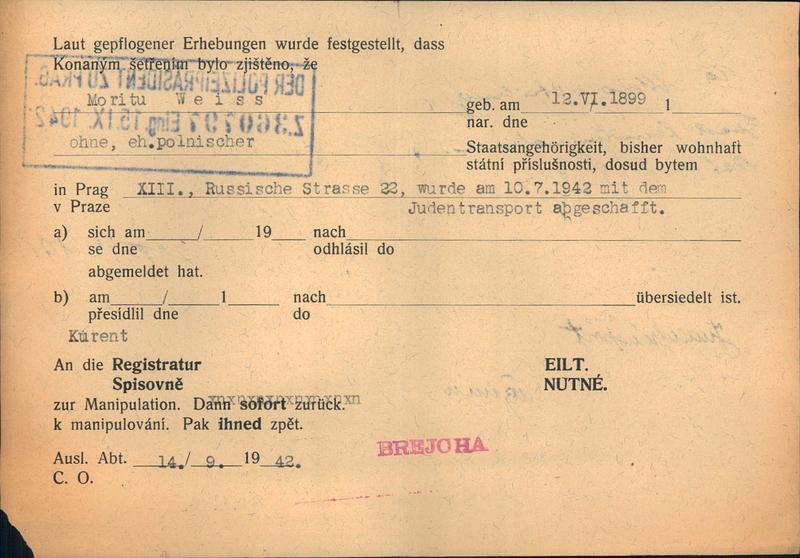 Laut gepflogener Erhebungen wurde festgestellt, dass
Konaným šetřením bylo zjištěno, že
DER POLIZEIPRÄSIDENT ZU PRAG.
Moritu Weiss geb. am 12.VI.1899 1
nar. dne
Z360797 Eing. 15.IX.1942
ohne, eh.polnischer Staatsangehörigkeit, bisher wohnhaft
státní příslušnosti, dosud bytem
in Prag XIII., Russische Strasse 22, wurde am 10.7.1942 mit dem
v Praze Judentransport abgeschafft.
a) sich am / 19 nach
se dne odhlásil do
abgemeldet hat.
b) am / 1 nach übersiedelt ist.
přesídlil dne do
Kurent
An die Registratur EILT.
Spisovně NUTNÉ.
zur Manipulation. Dann sofort zurück.
k manipulování. Pak ihned zpět.
BREJCHA
Ausl. Abt. 14./ 9. 19 42.
C. O.